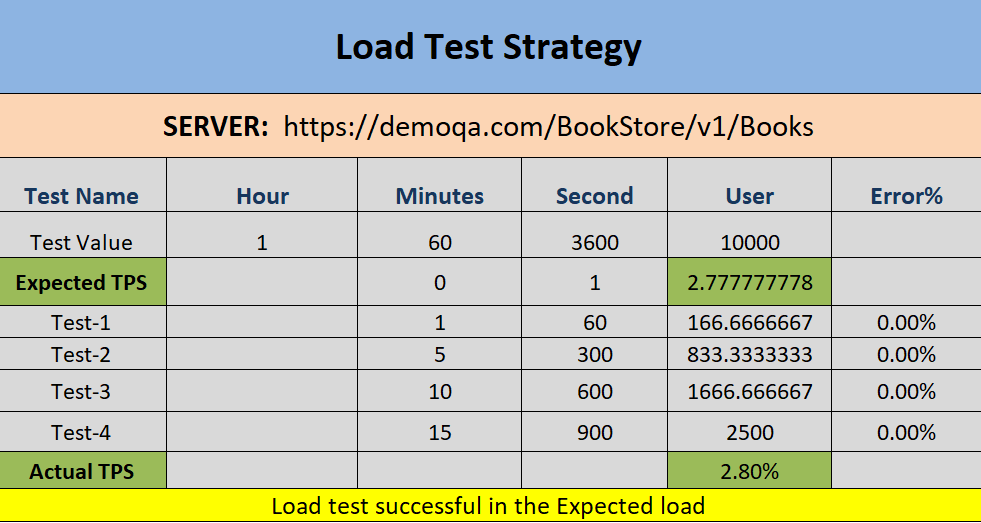 Load Test Strategy
SERVER: https://demoqa.com/BookStore/v1/Books
Test Name Hour Minutes Second User Error%
Test Value 1 60 3600 10000
Expected TPS 0 1 2.777777778
Test-1 1 60 166.6666667 0.00%
Test-2 5 300 833.3333333 0.00%
Test-3 10 600 1666.666667 0.00%
Test-4 15 900 2500 0.00%
Actual TPS 2.80%
Load test successful in the Expected load